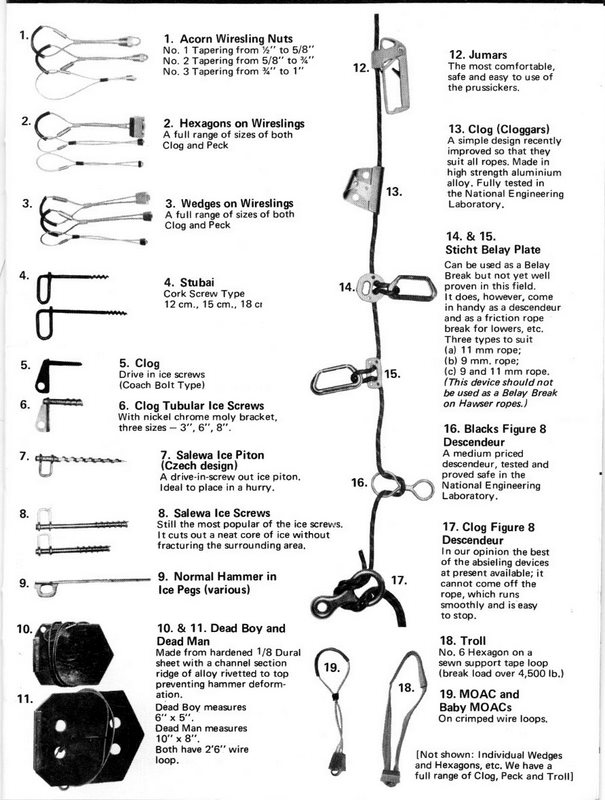 1.
1. Acorn Wiresling Nuts
No. 1 Tapering from ½" to 5/8"
No. 2 Tapering from 5/8" to ¾"
No. 3 Tapering from ¾" to 1"
2.
2. Hexagons on Wireslings
A full range of sizes of both
Clog and Peck
3.
3. Wedges on Wireslings
A full range of sizes of both
Clog and Peck
4.
4. Stubai
Cork Screw Type
12 cm., 15 cm., 18 cr
5.
5. Clog
Drive in ice screws
(Coach Bolt Type)
6.
6. Clog Tubular Ice Screws
With nickel chrome moly bracket,
three sizes — 3", 6", 8".
7.
7. Salewa Ice Piton
(Czech design)
A drive-in-screw out ice piton.
Ideal to place in a hurry.
8.
8. Salewa Ice Screws
Still the most popular of the ice screws.
It cuts out a neat core of ice without
fracturing the surrounding area.
9.
9. Normal Hammer in
Ice Pegs (various)
10.
11.
10. & 11. Dead Boy and
Dead Man
Made from hardened 1/8 Dural
sheet with a channel section
ridge of alloy rivetted to top
preventing hammer deform-
ation.
Dead Boy measures
6" x 5".
Dead Man measures
10" x 8".
Both have 2'6" wire
loop.
12.
12. Jumars
The most comfortable,
safe and easy to use of
the prussickers.
13.
13. Clog (Cloggars)
A simple design recently
improved so that they
suit all ropes. Made in
high strength aluminium
alloy. Fully tested in
the National Engineering
Laboratory.
14.
15.
14. & 15.
Sticht Belay Plate
Can be used as a Belay
Break but not yet well
proven in this field.
It does, however, come
in handy as a descendeur
and as a friction rope
break for lowers, etc.
Three types to suit
(a) 11 mm rope;
(b) 9 mm. rope;
(c) 9 and 11 mm rope.
(This device should not
be used as a Belay Break
on Hawser ropes.)
16.
16. Blacks Figure 8
Descendeur
A medium priced
descendeur, tested and
proved safe in the
National Engineering
Laboratory.
17.
17. Clog Figure 8
Descendeur
In our opinion the best
of the absieling devices
at present available; it
cannot come off the
rope, which runs
smoothly and is easy
to stop.
18.
18. Troll
No. 6 Hexagon on a
sewn support tape loop
(break load over 4,500 lb.)
19.
19. MOAC and
Baby MOACs
On crimped wire loops.
[Not shown: Individual Wedges
and Hexagons, etc. We have a
full range of Clog, Peck and Troll]